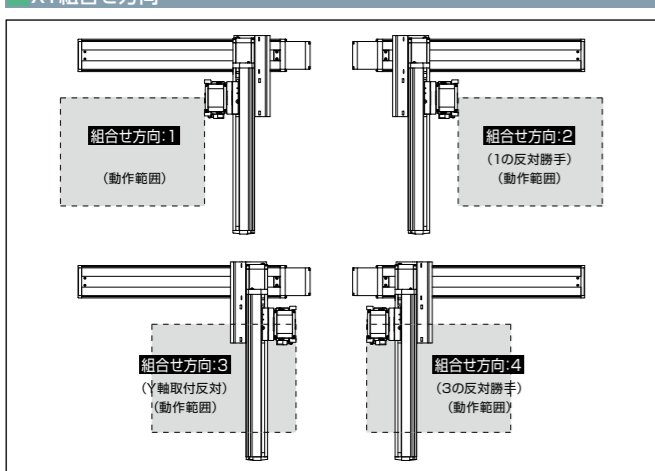 XY組合せ方向
組合せ方向:1
(動作範囲)
組合せ方向:2
(1の反対勝手)
(動作範囲)
組合せ方向:3
(Y軸取付反対)
(動作範囲)
組合せ方向:4
(3の反対勝手)
(動作範囲)